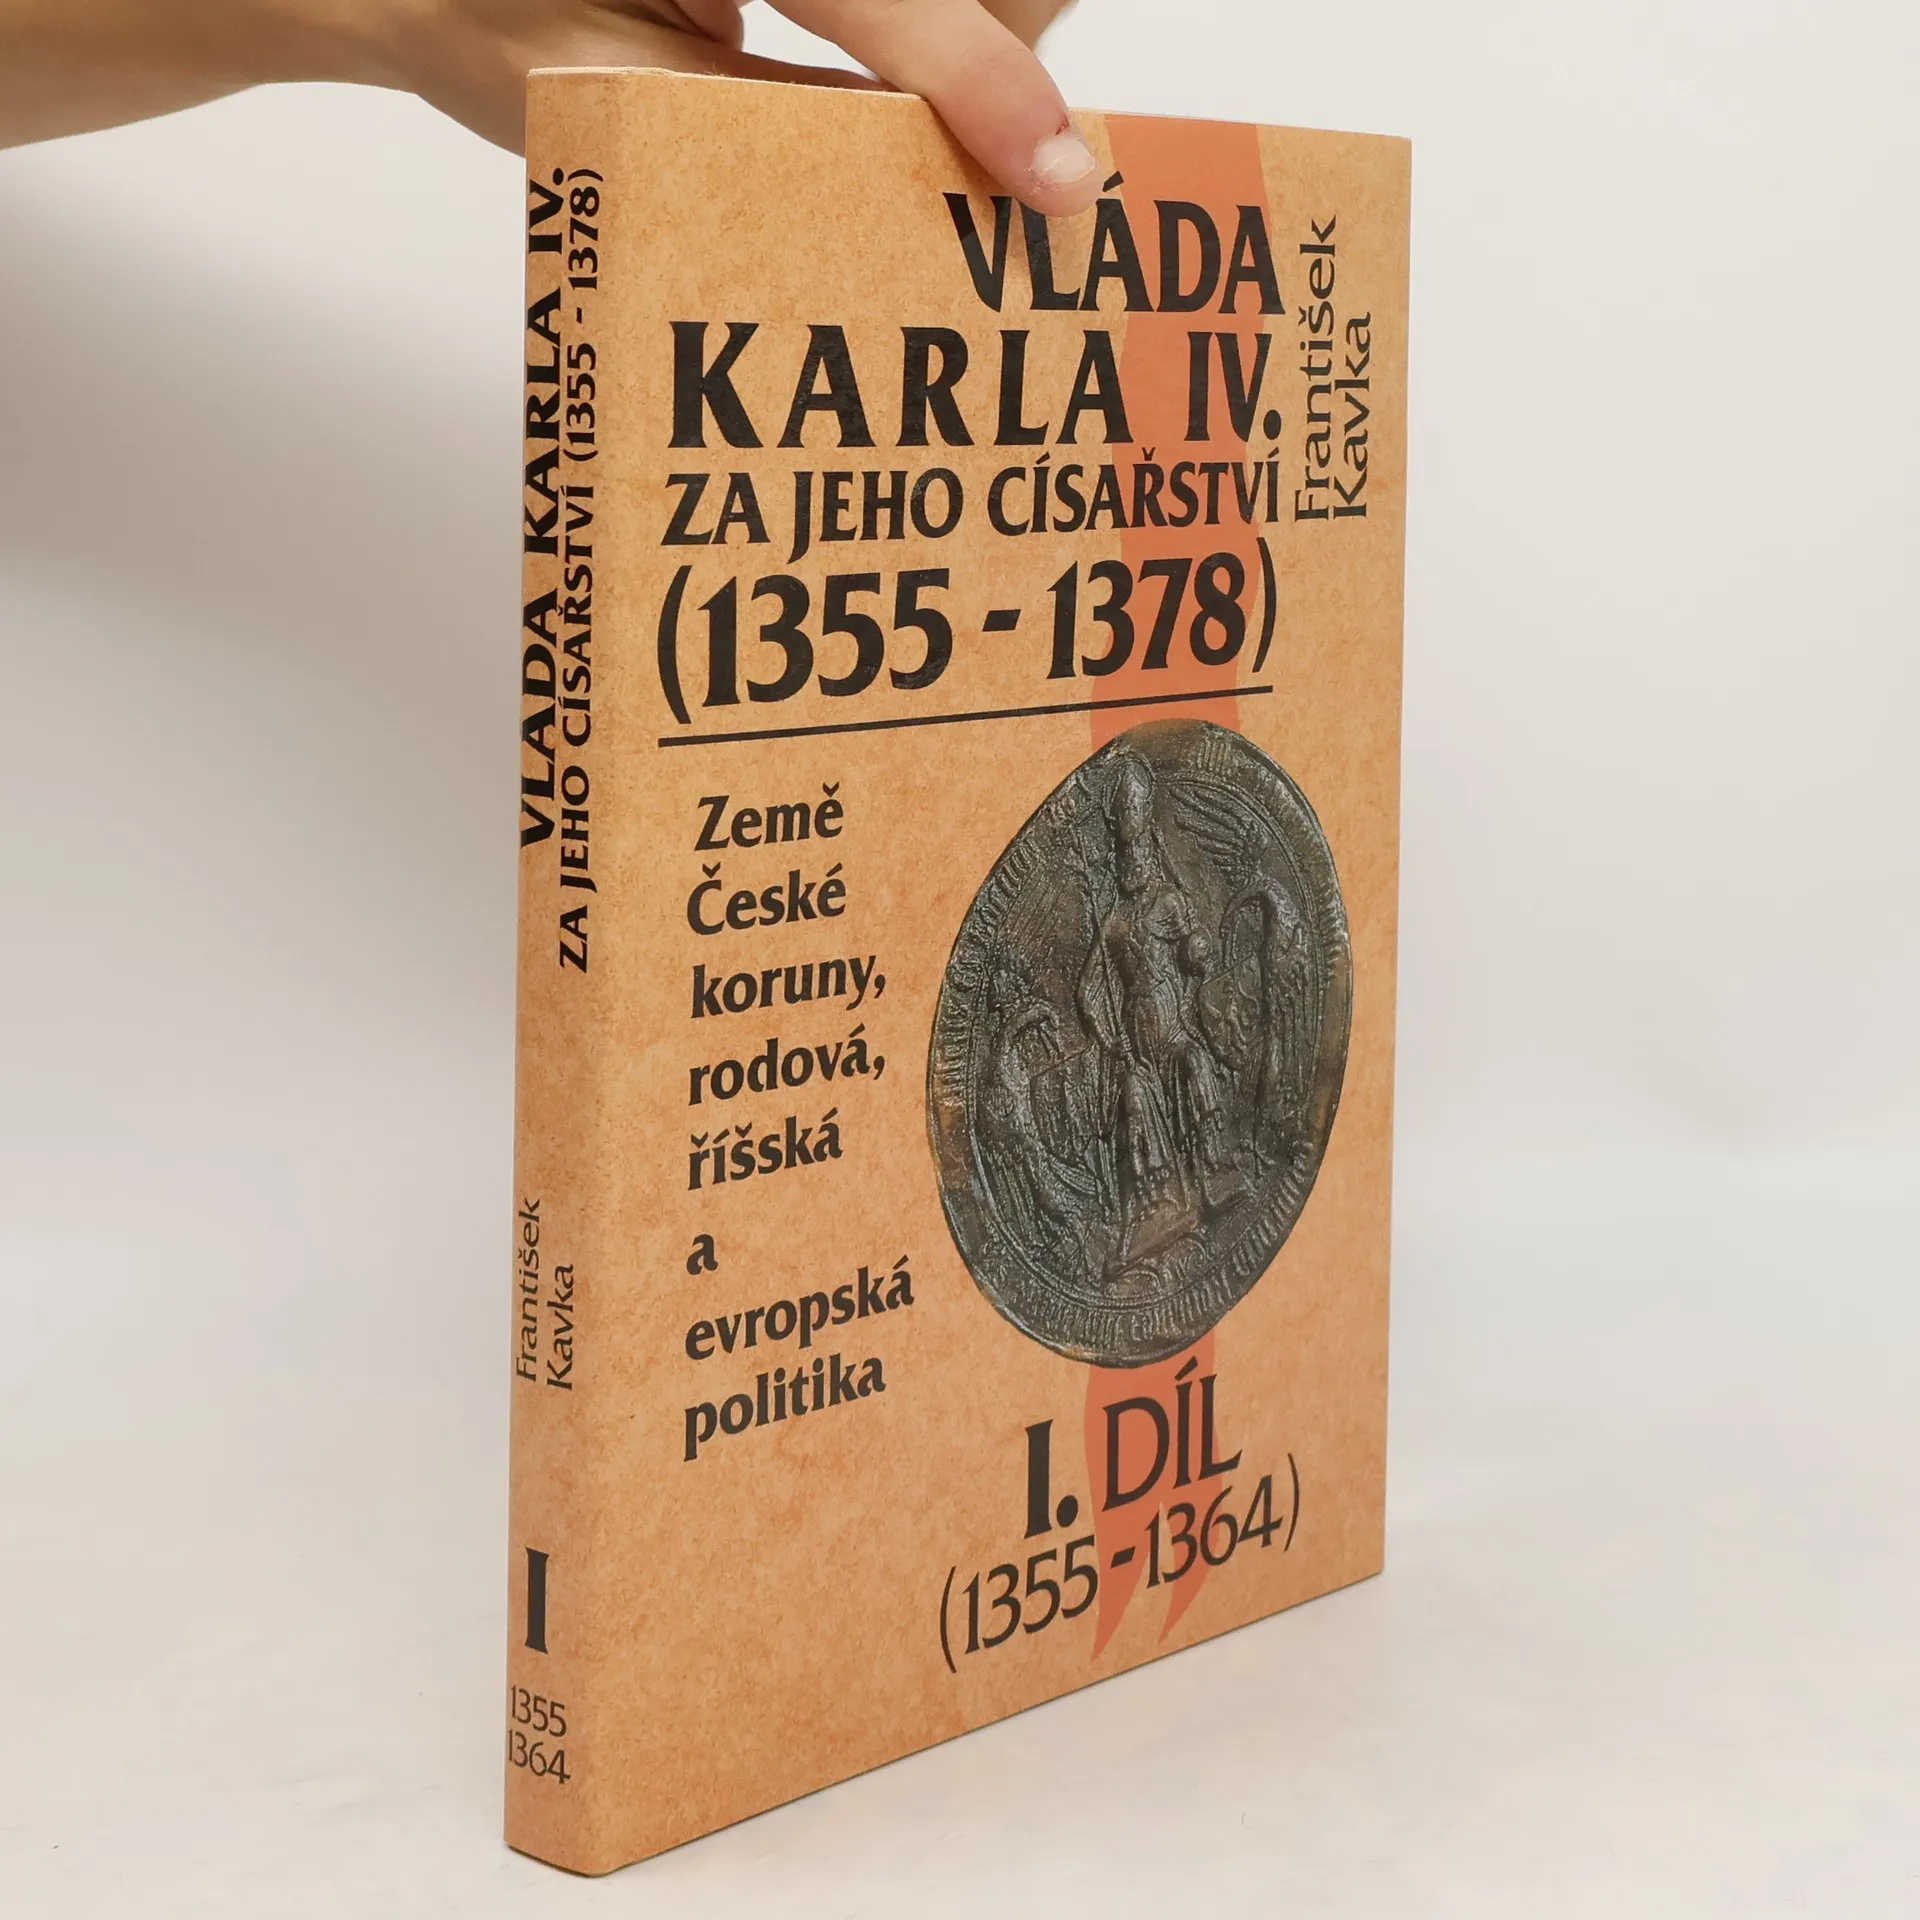 VLÁDA
KARLA IV.
ZA JEHO CÍSAŘSTVÍ
(1355 - 1378)
František
Kavka
Země
České
koruny,
rodová,
říšská
a
evropská
politika
I. DÍL
(1355 - 1364)
VLÁDA KARLA IV.
ZA JEHO CÍSAŘSTVÍ (1355 - 1378)
František
Kavka
I
1355
1364